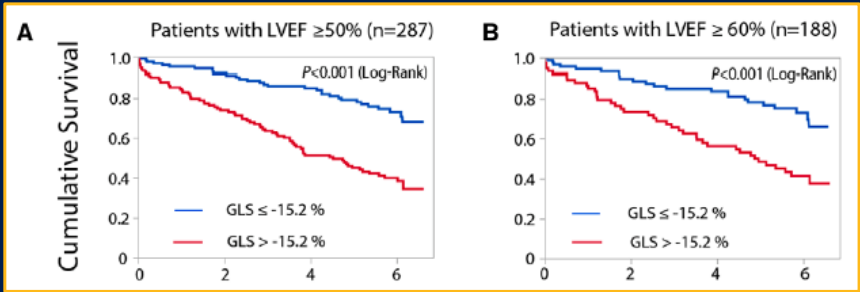 A
Patients with LVEF ≥50% (n=287)
Cumulative Survival
1.0
0.8
0.6
0.4
0.2
0
P<0.001 (Log-Rank)
GLS ≤ -15.2 %
GLS > -15.2 %
0
2
4
6
B
Patients with LVEF ≥ 60% (n=188)
1.0
0.8
0.6
0.4
0.2
0
P<0.001 (Log-Rank)
GLS ≤ -15.2 %
GLS > -15.2 %
0
2
4
6